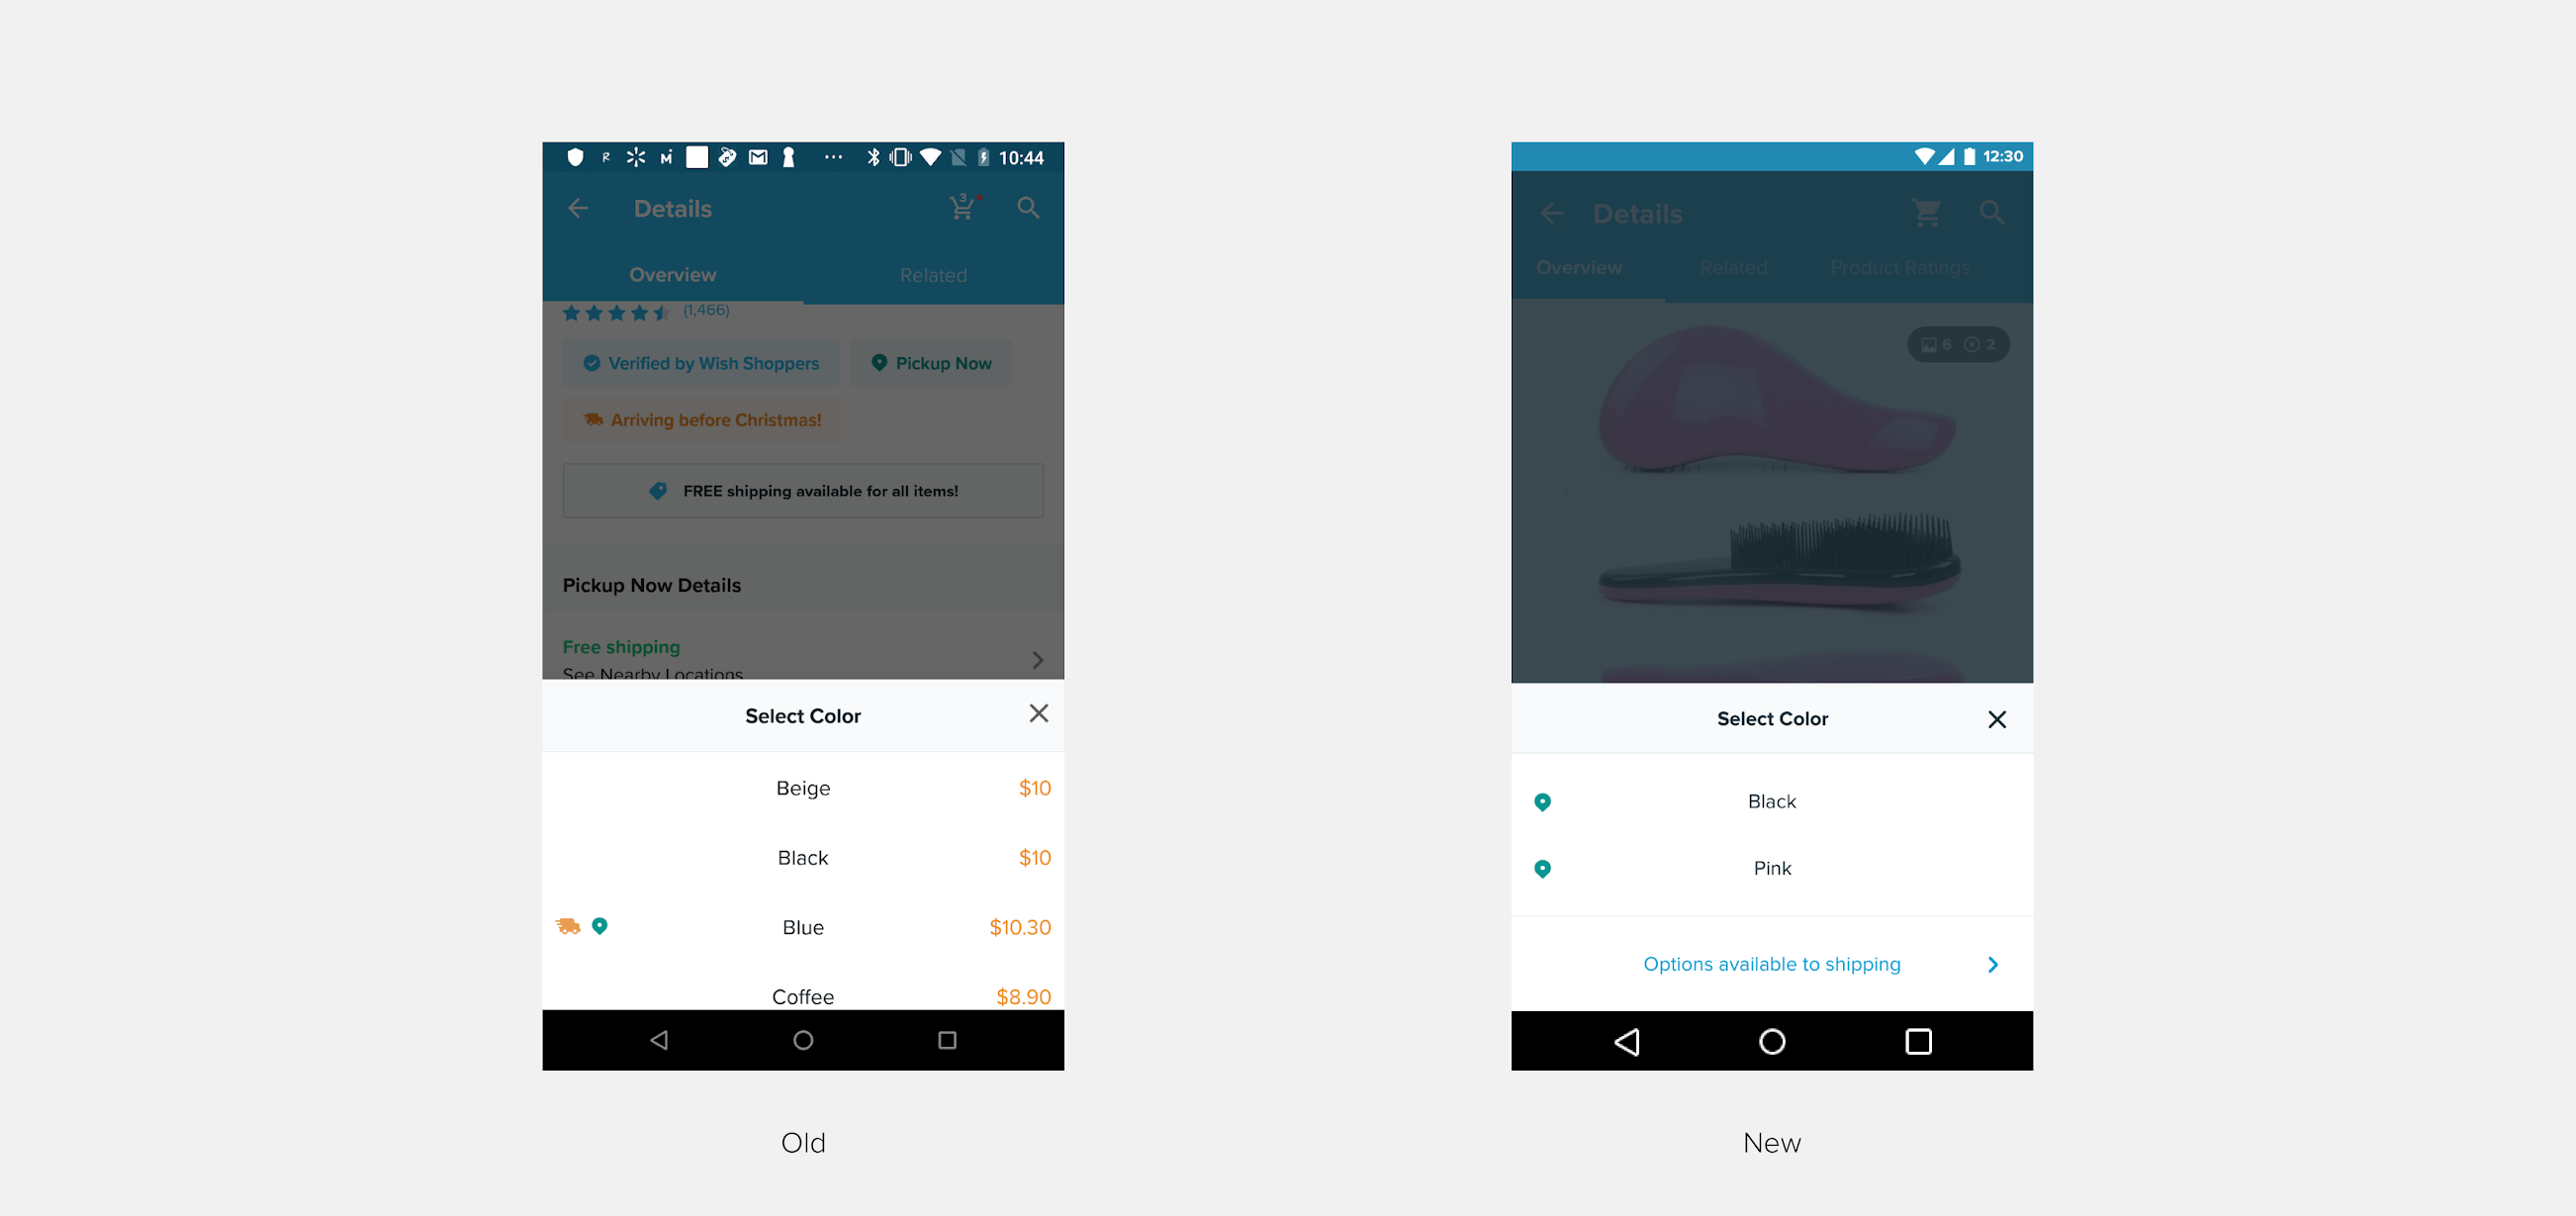 10:44
Details
3
Overview Related
(1,466)
Verified by Wish Shoppers Pickup Now
Arriving before Christmas!
FREE shipping available for all items!
Pickup Now Details
Free shipping
See Nearby Locations
Select Color
Beige $10
Black $10
Blue $10.30
Coffee $8.90
Old
12:30
Details
Overview Related Product Ratings
6 2
Select Color
Black
Pink
Options available to shipping
New